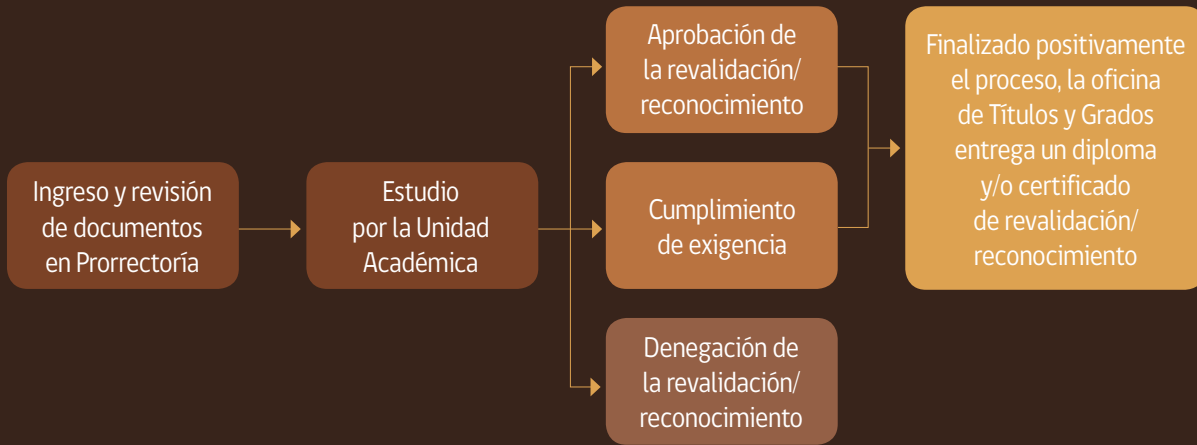 Ingreso y revisión
de documentos
en Prorrectoría
Estudio
por la Unidad
Académica
Aprobación de
la revalidación/
reconocimiento
Cumplimiento
de exigencia
Denegación de
la revalidación/
reconocimiento
Finalizado positivamente
el proceso, la oficina
de Títulos y Grados
entrega un diploma
y/o certificado
de revalidación/
reconocimiento